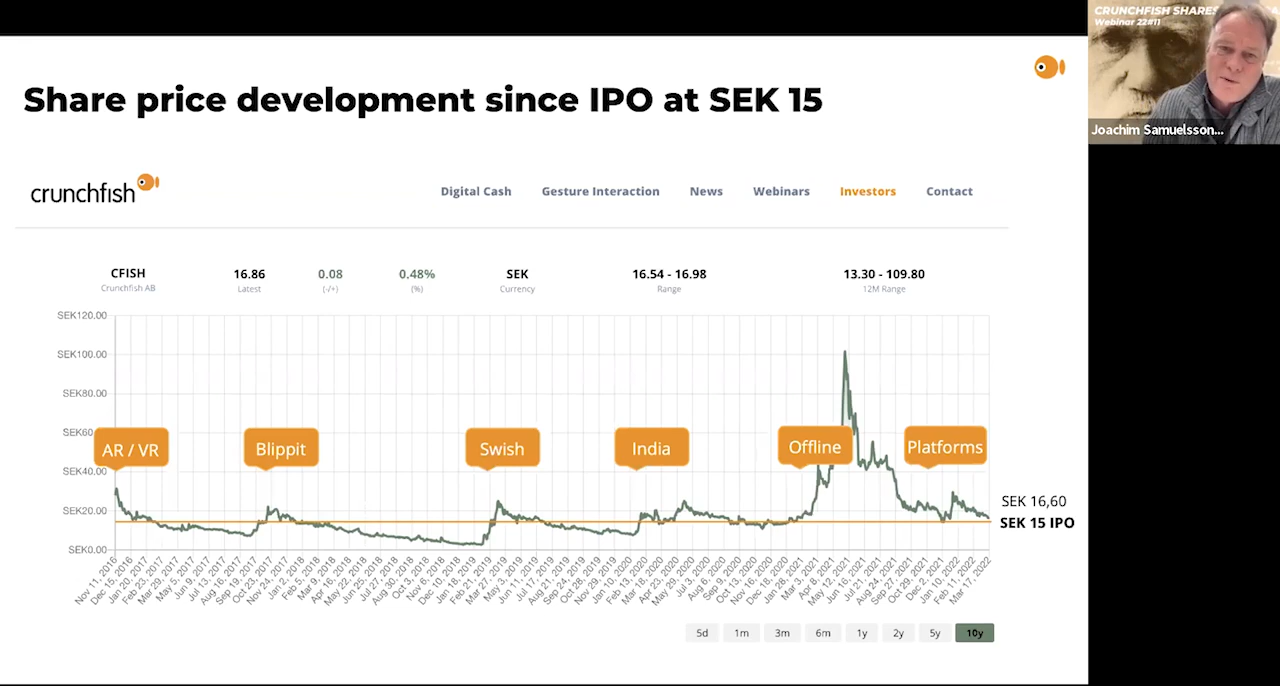 CRUNCHFISH SHARES
Webinar 22#11
Joachim Samuelsson...
Share price development since IPO at SEK 15
crunchfish
Digital Cash Gesture Interaction News Webinars Investors Contact
CFISH 16.86 0.08 0.48% SEK 16.54 - 16.98 13.30 - 109.80
Crunchfish AB Latest (-/+) (%) Currency Range 12M Range
SEK120.00
SEK100.00
SEK80.00
SEK60
AR / VR Blippit Swish India Offline Platforms
SEK40.00
SEK20.00
SEK 16,60
SEK 15 IPO
SEK0.00
Nov 11, 2016
Dec 15, 2016
Jan 20, 2017
Feb 23, 2017
Mar 29, 2017
May 5, 2017
Jun 9, 2017
Jul 13, 2017
Aug 16, 2017
Sep 19, 2017
Oct 23, 2017
Nov 24, 2017
Jan 2, 2018
Feb 5, 2018
Mar 9, 2018
Apr 16, 2018
May 22, 2018
Jun 27, 2018
Jul 31, 2018
Aug 30, 2018
Oct 3, 2018
Nov 6, 2018
Dec 10, 2018
Jan 18, 2019
Feb 21, 2019
Mar 27, 2019
May 3, 2019
Jun 11, 2019
Jul 17, 2019
Aug 21, 2019
Sep 24, 2019
Oct 28, 2019
Nov 29, 2019
Jan 10, 2020
Feb 13, 2020
Mar 18, 2020
Apr 23, 2020
May 29, 2020
Jul 3, 2020
Aug 6, 2020
Sep 9, 2020
Oct 13, 2020
Nov 16, 2020
Dec 18, 2020
Jan 28, 2021
Mar 3, 2021
Apr 8, 2021
May 12, 2021
Jun 16, 2021
Jul 21, 2021
Aug 24, 2021
Sep 27, 2021
Oct 29, 2021
Dec 2, 2021
Jan 10, 2022
Feb 11, 2022
Mar 17, 2022
5d 1m 3m 6m 1y 2y 5y 10y